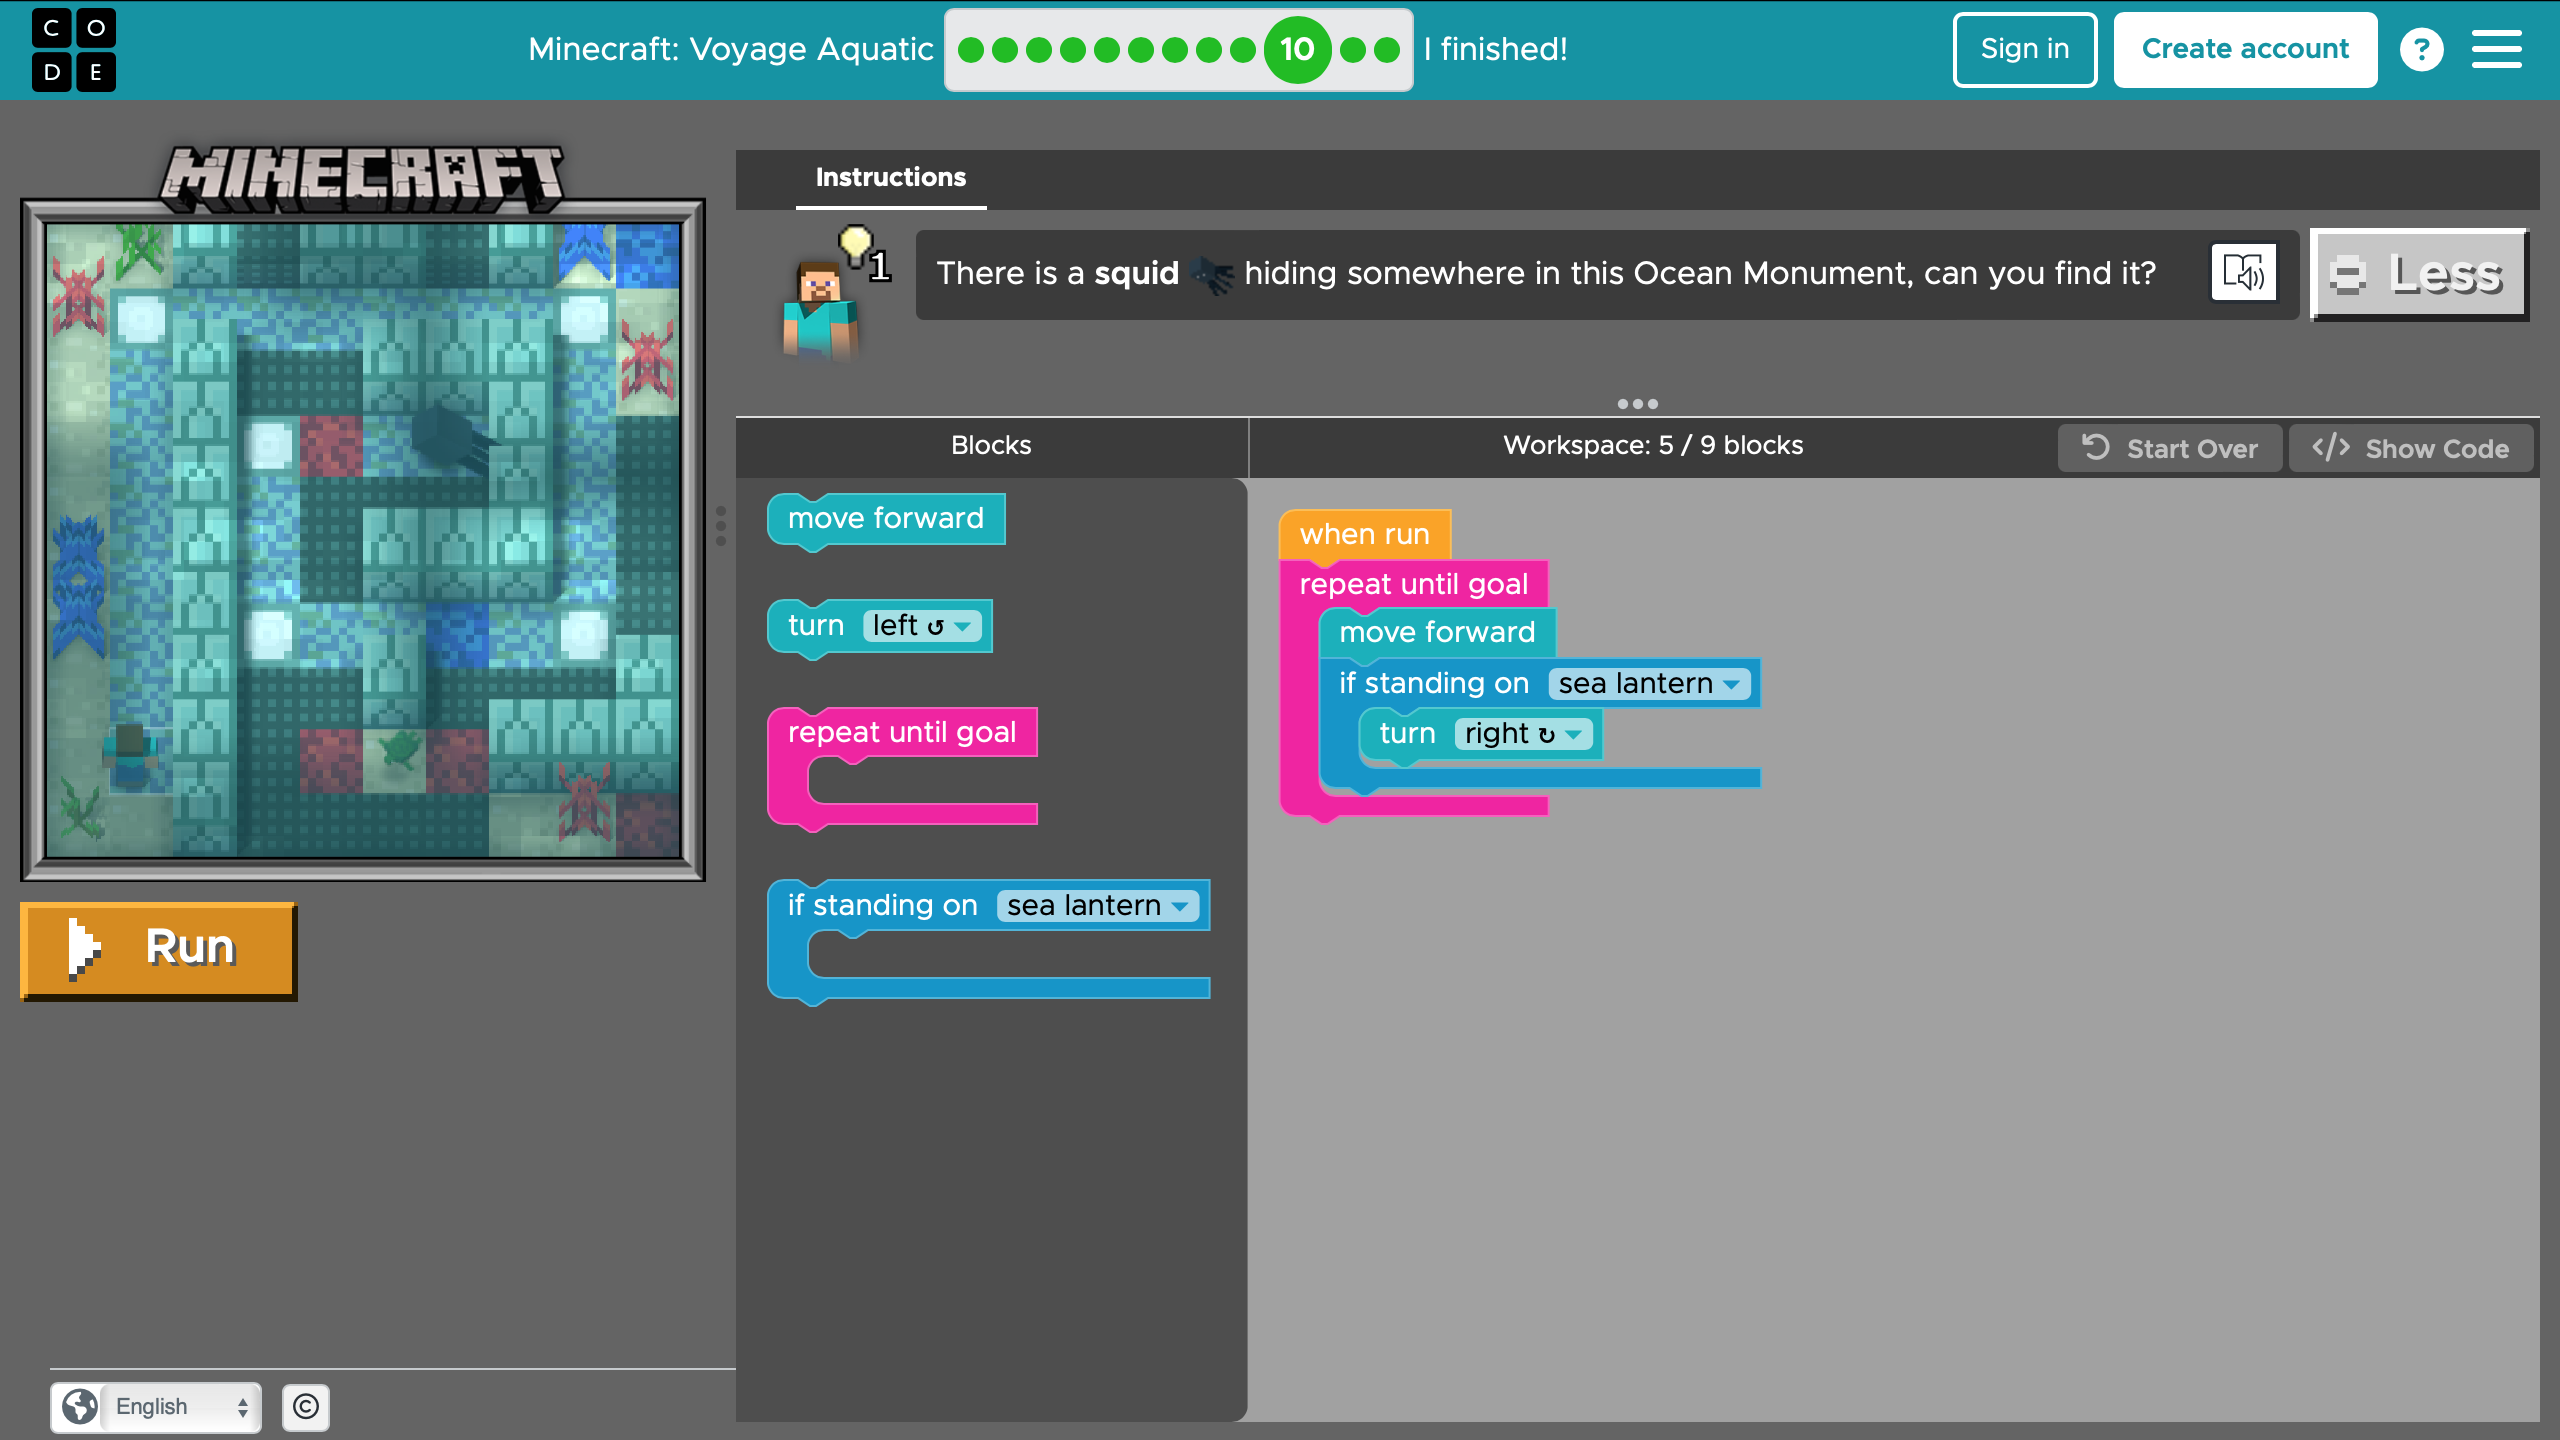 CODE
Minecraft: Voyage Aquatic
10
I finished!
Sign in
Create account
?
MINECRAFT
Instructions
1
There is a squid hiding somewhere in this Ocean Monument, can you find it?
Less
Blocks
Workspace: 5 / 9 blocks
Start Over
</> Show Code
move forward
turn left ↺
repeat until goal
if standing on sea lantern
when run
repeat until goal
move forward
if standing on sea lantern
turn right ↻
Run
English
©